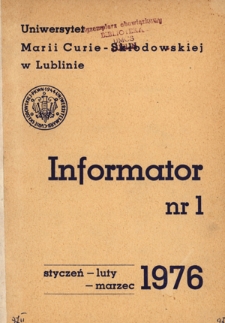 Uniwersytet
Marii Curie-Skłodowskiej
w Lublinie
Informator
nr 1
styczeń – luty
– marzec 1976